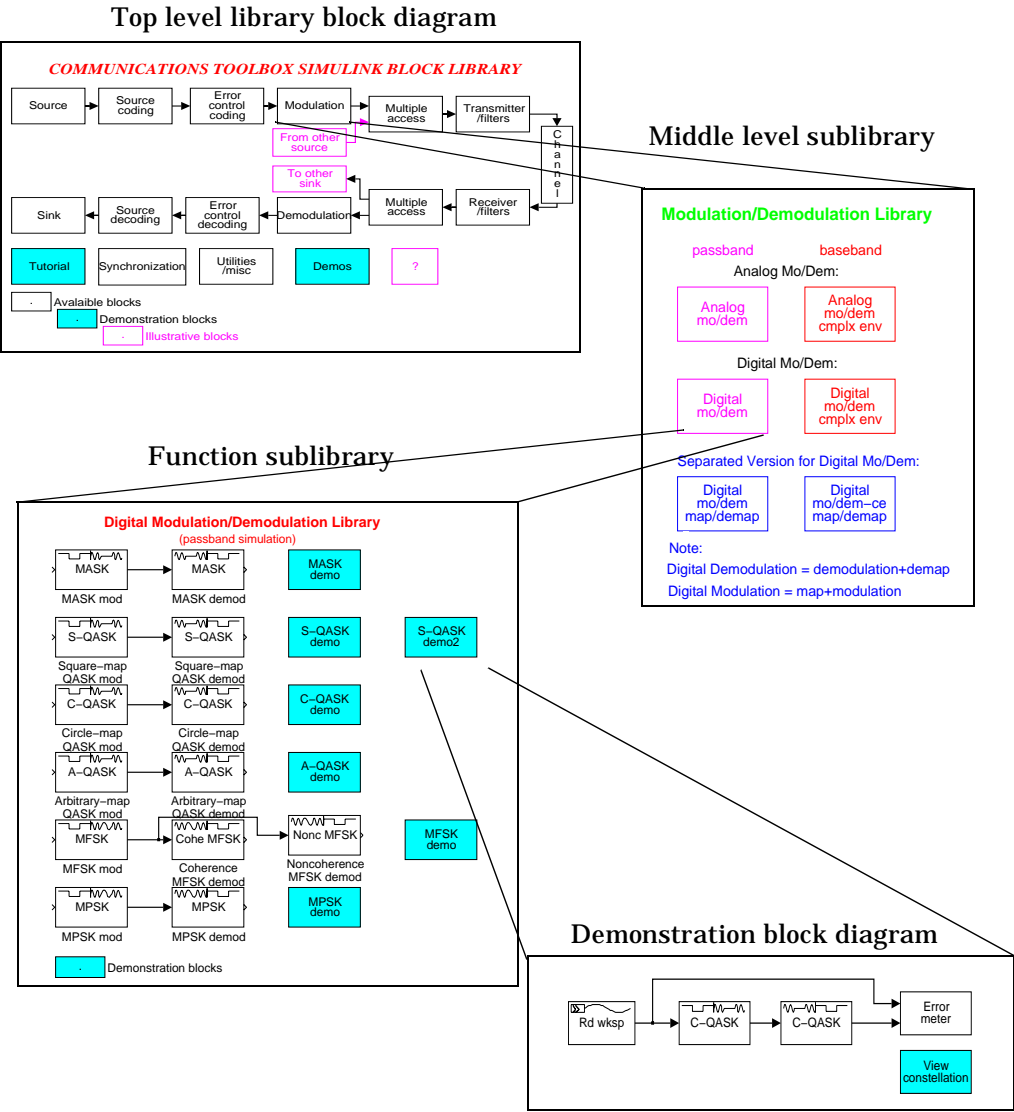 Top level library block diagram
COMMUNICATIONS TOOLBOX SIMULINK BLOCK LIBRARY
Source
Source
coding
Error
control
coding
Modulation
Multiple
access
Transmitter
/filters
Channel
From other
source
To other
sink
Sink
Source
decoding
Error
control
decoding
Demodulation
Multiple
access
Receiver
/filters
Tutorial
Synchronization
Utilities
/misc
Demos
?
. Avalaible blocks
. Demonstration blocks
. Illustrative blocks
Middle level sublibrary
Modulation/Demodulation Library
passband
baseband
Analog Mo/Dem:
Analog
mo/dem
Analog
mo/dem
cmplx env
Digital Mo/Dem:
Digital
mo/dem
Digital
mo/dem
cmplx env
Separated Version for Digital Mo/Dem:
Digital
mo/dem
map/demap
Digital
mo/dem−ce
map/demap
Note:
Digital Demodulation = demodulation+demap
Digital Modulation = map+modulation
Function sublibrary
Digital Modulation/Demodulation Library
(passband simulation)
MASK
MASK mod
MASK
MASK demod
MASK
demo
S−QASK
Square−map
QASK mod
S−QASK
Square−map
QASK demod
S−QASK
demo
S−QASK
demo2
C−QASK
Circle−map
QASK mod
C−QASK
Circle−map
QASK demod
C−QASK
demo
A−QASK
Arbitrary−map
QASK mod
A−QASK
Arbitrary−map
QASK demod
A−QASK
demo
MFSK
MFSK mod
Cohe MFSK
Coherence
MFSK demod
Nonc MFSK
Noncoherence
MFSK demod
MFSK
demo
MPSK
MPSK mod
MPSK
MPSK demod
MPSK
demo
. Demonstration blocks
Demonstration block diagram
Rd wksp
C−QASK
C−QASK
Error
meter
View
constellation